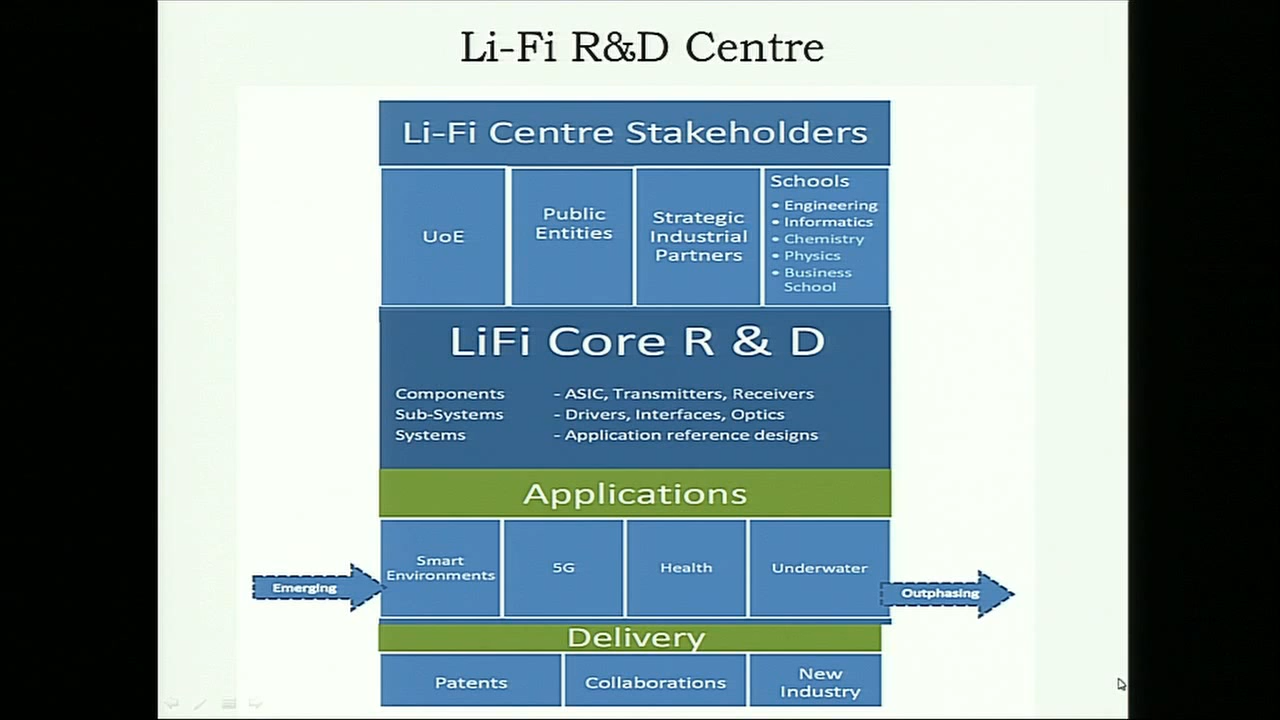 Li-Fi R&D Centre
Li-Fi Centre Stakeholders
UoE
Public
Entities
Strategic
Industrial
Partners
Schools
• Engineering
• Informatics
• Chemistry
• Physics
• Business
School
LiFi Core R & D
Components - ASIC, Transmitters, Receivers
Sub-Systems - Drivers, Interfaces, Optics
Systems - Application reference designs
Applications
Emerging
Smart
Environments
5G
Health
Underwater
Outphasing
Delivery
Patents
Collaborations
New
Industry